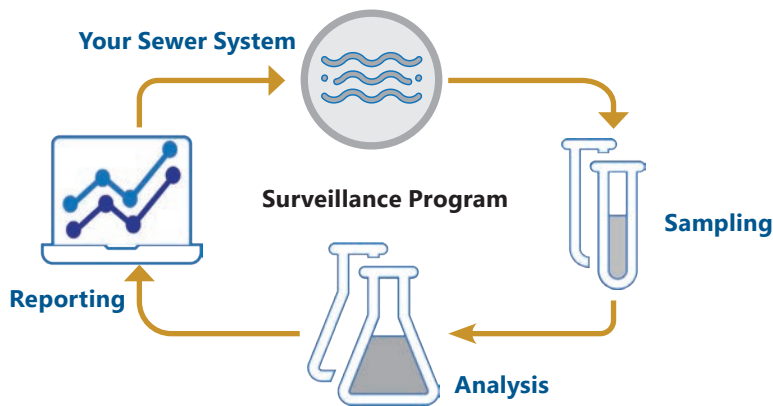 Your Sewer System
Surveillance Program
Sampling
Reporting
Analysis